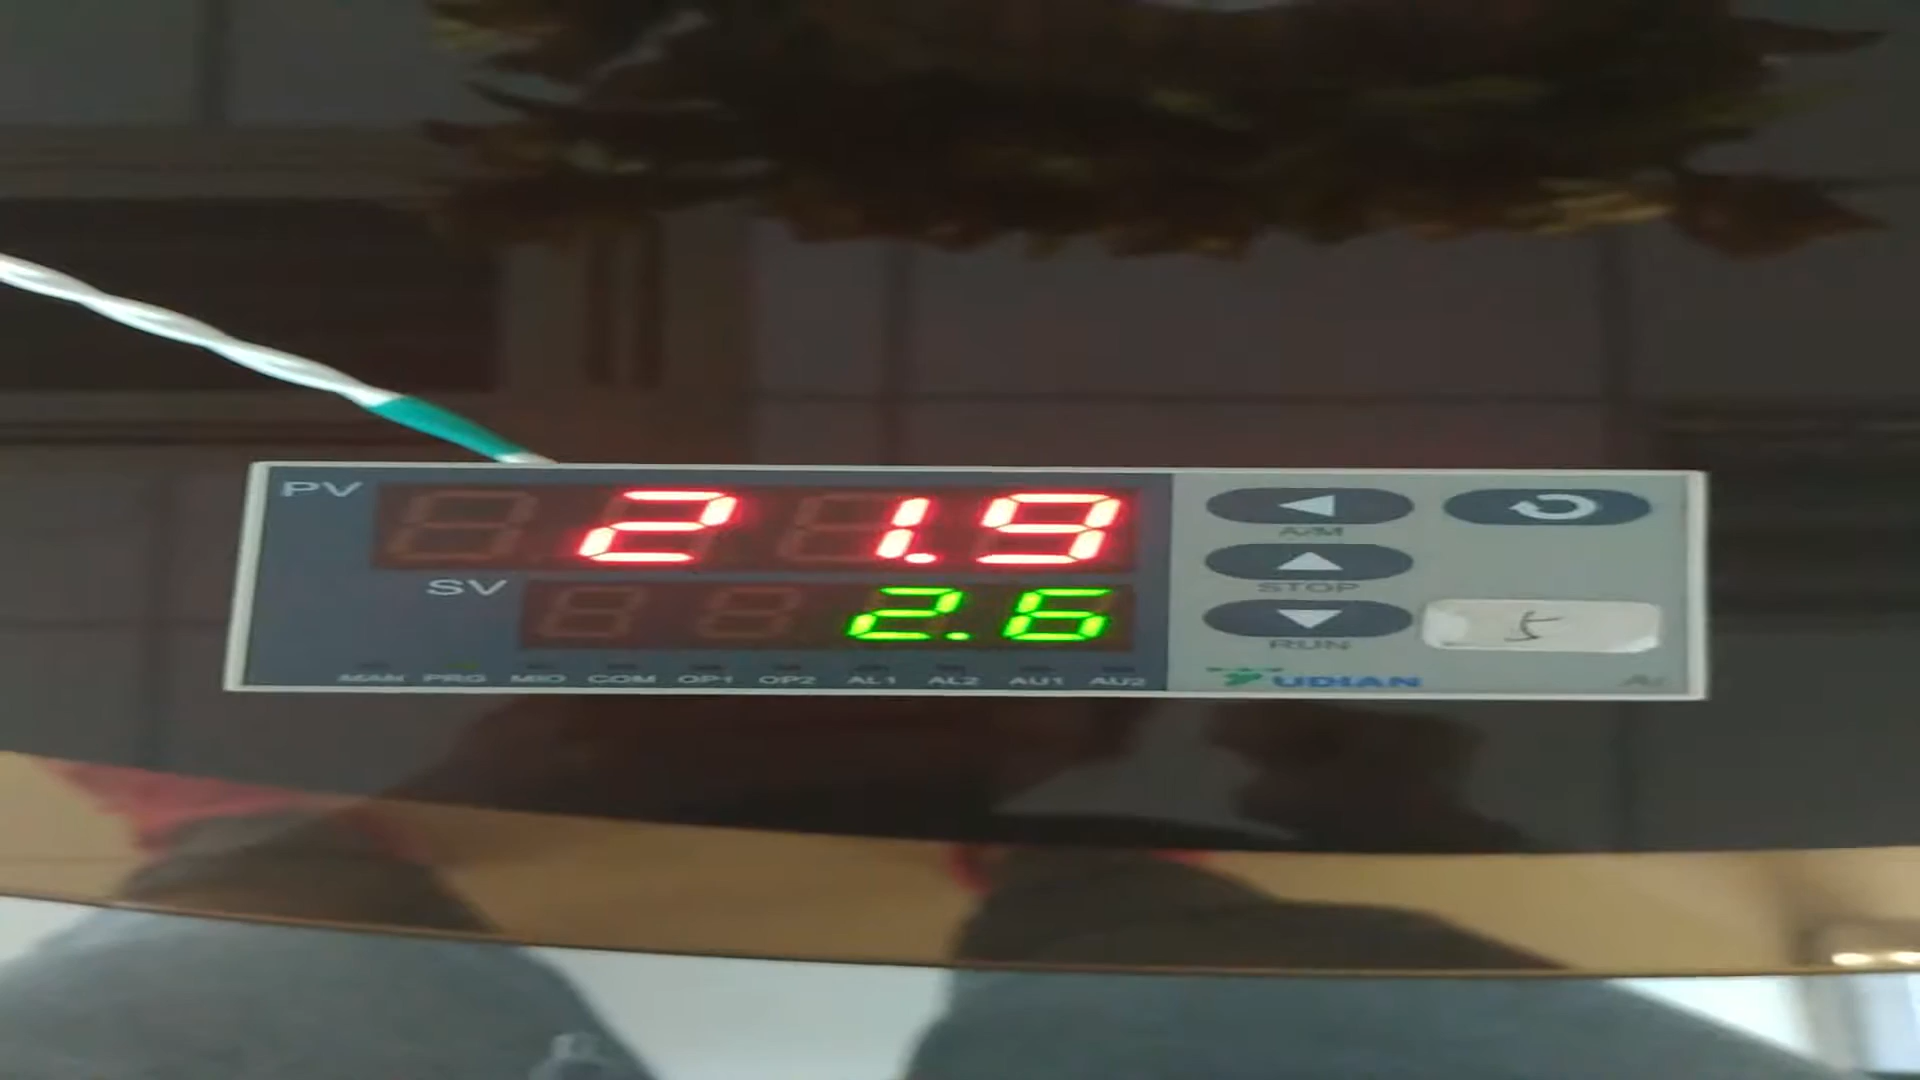 PV 21.9
SV 2.6
MAN PRG MIO COM OP1 OP2 AL1 AL2 AU1 AU2
A/M
STOP
RUN
YUDIAN